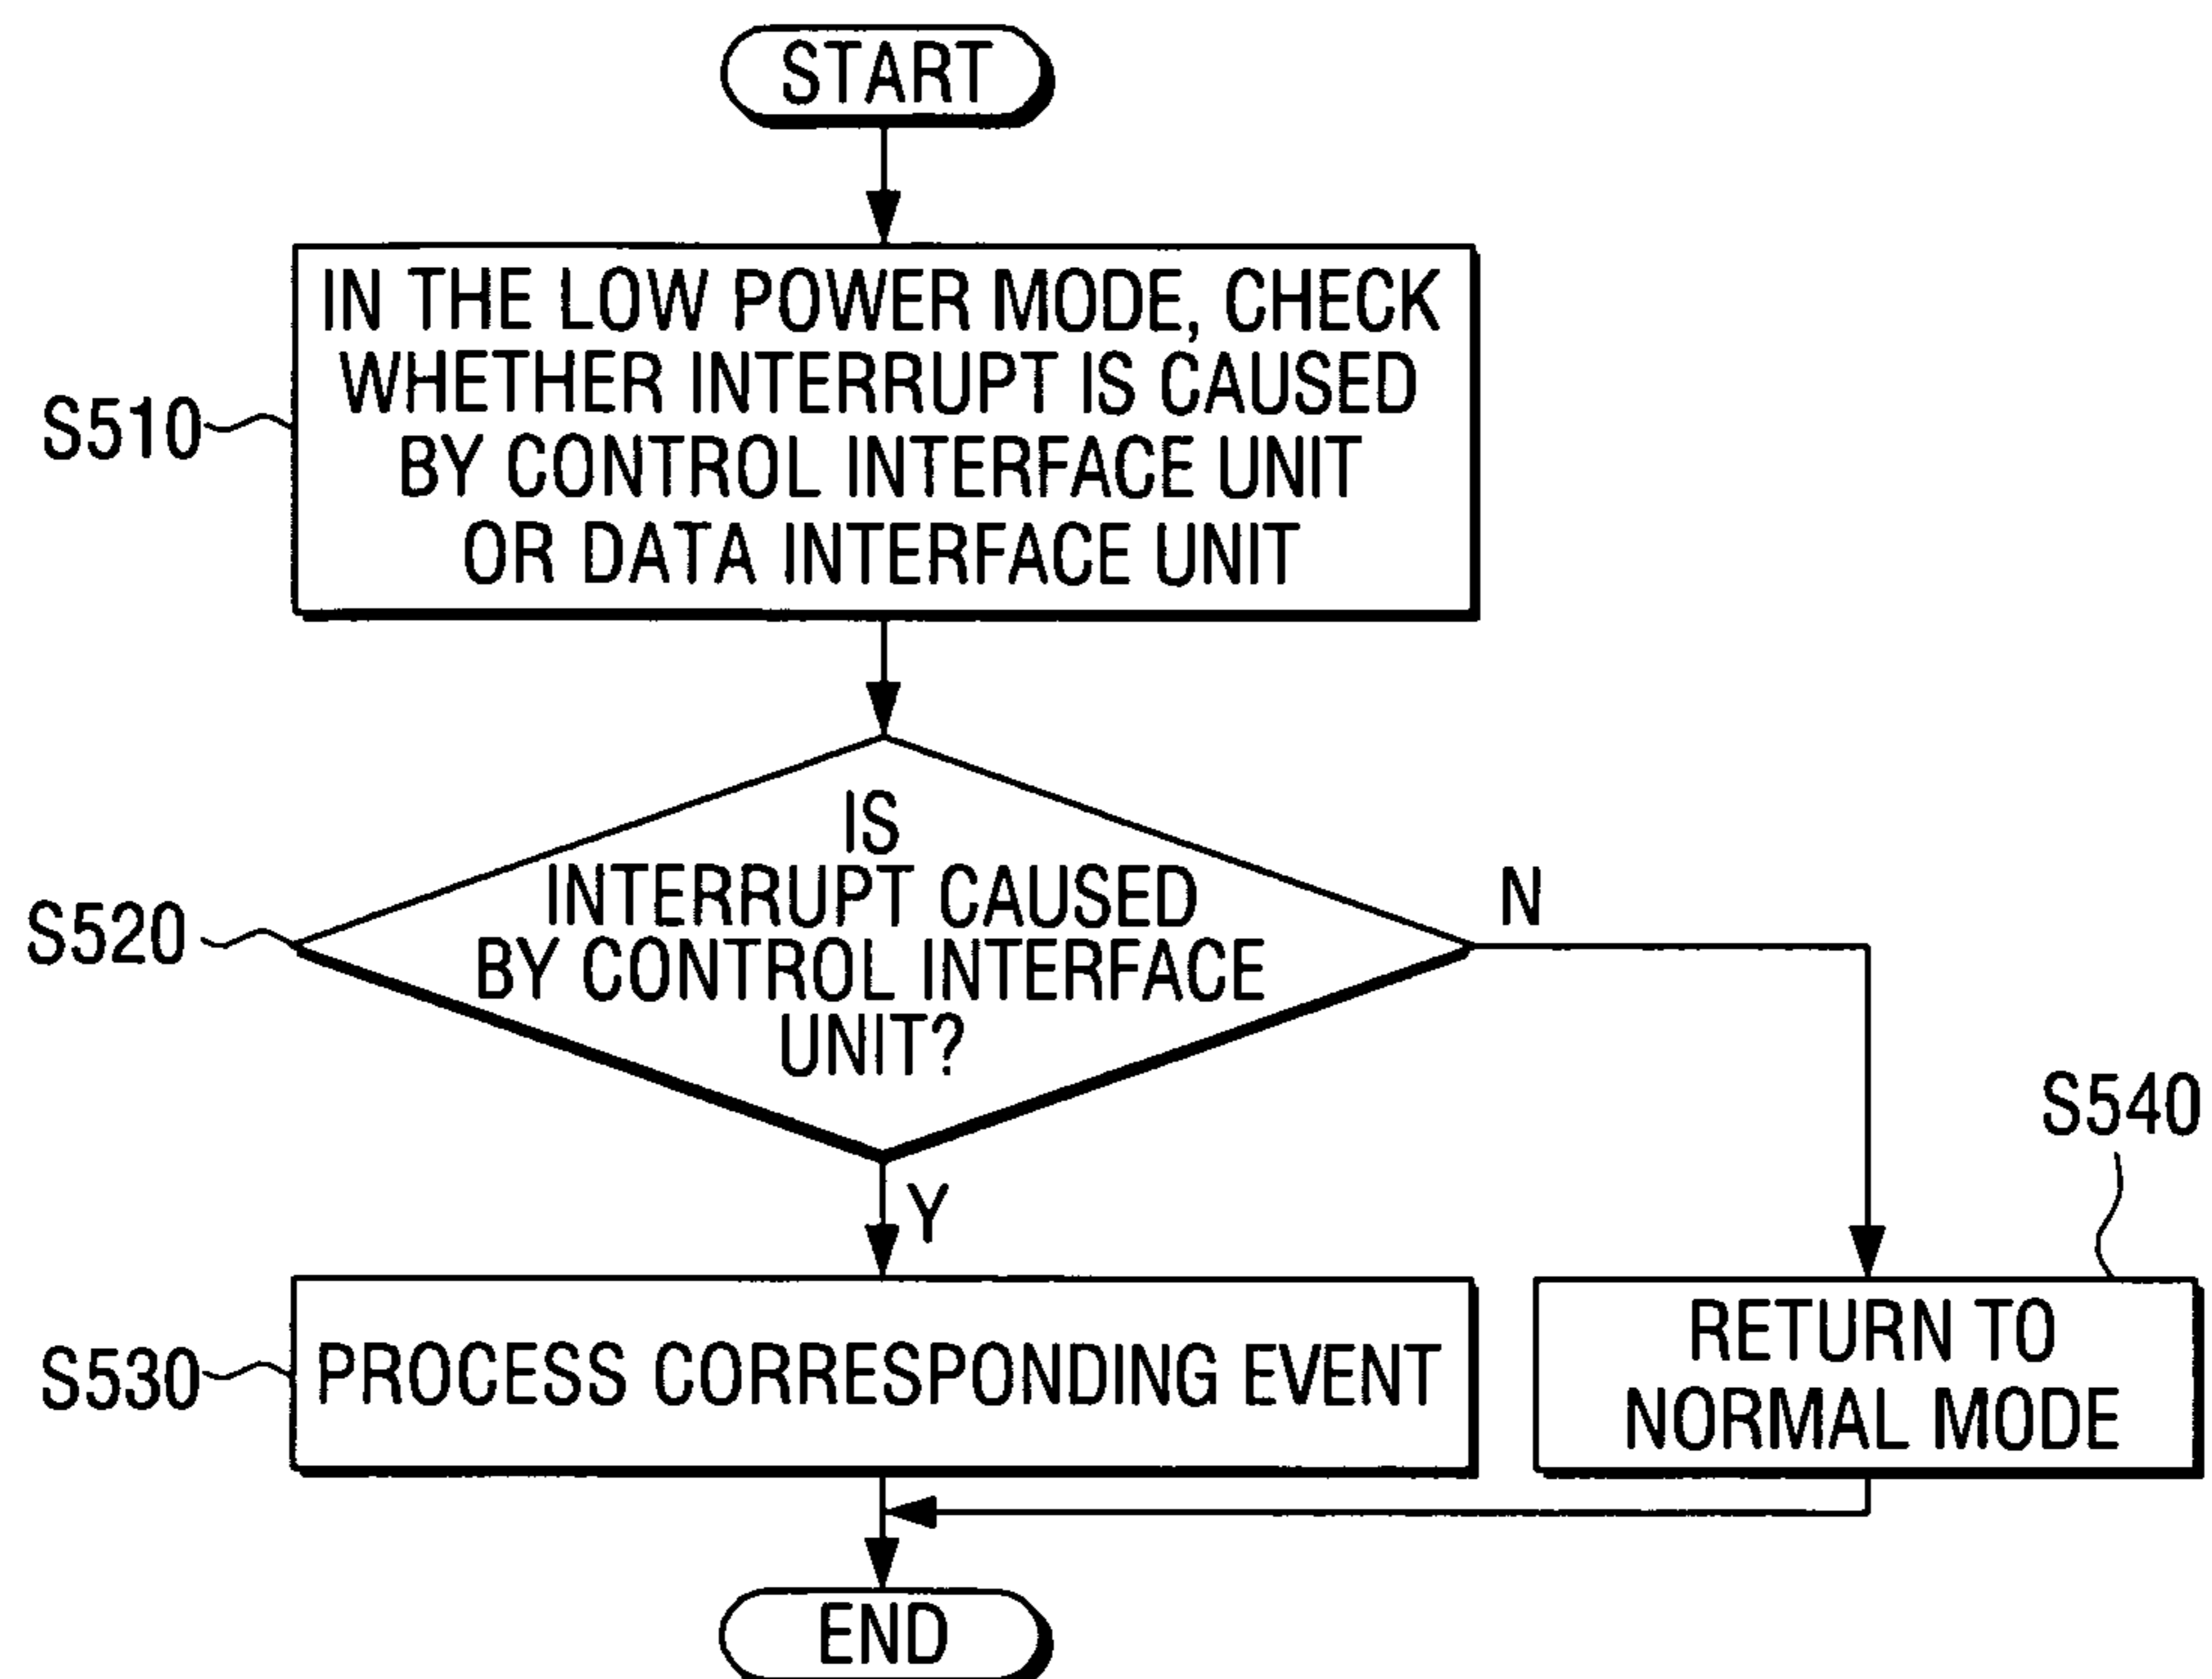 START
S510
IN THE LOW POWER MODE, CHECK
WHETHER INTERRUPT IS CAUSED
BY CONTROL INTERFACE UNIT
OR DATA INTERFACE UNIT
S520
IS
INTERRUPT CAUSED
BY CONTROL INTERFACE
UNIT?
N
Y
S540
S530
PROCESS CORRESPONDING EVENT
RETURN TO
NORMAL MODE
END